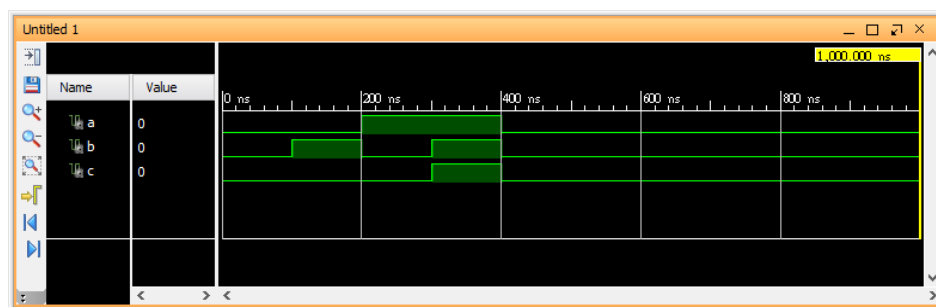 Untitled 1
1,000.000 ns
Name Value
0 ns 200 ns 400 ns 600 ns 800 ns
a 0
b 0
c 0